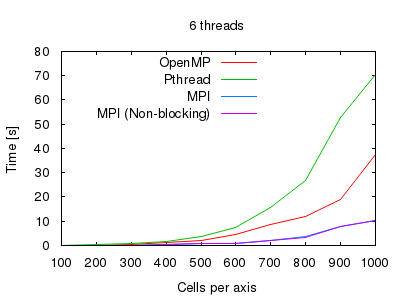 6 threads
80
70
60
50
40
30
20
10
0
Time [s]
OpenMP
Pthread
MPI
MPI (Non-blocking)
100 200 300 400 500 600 700 800 900 1000
Cells per axis